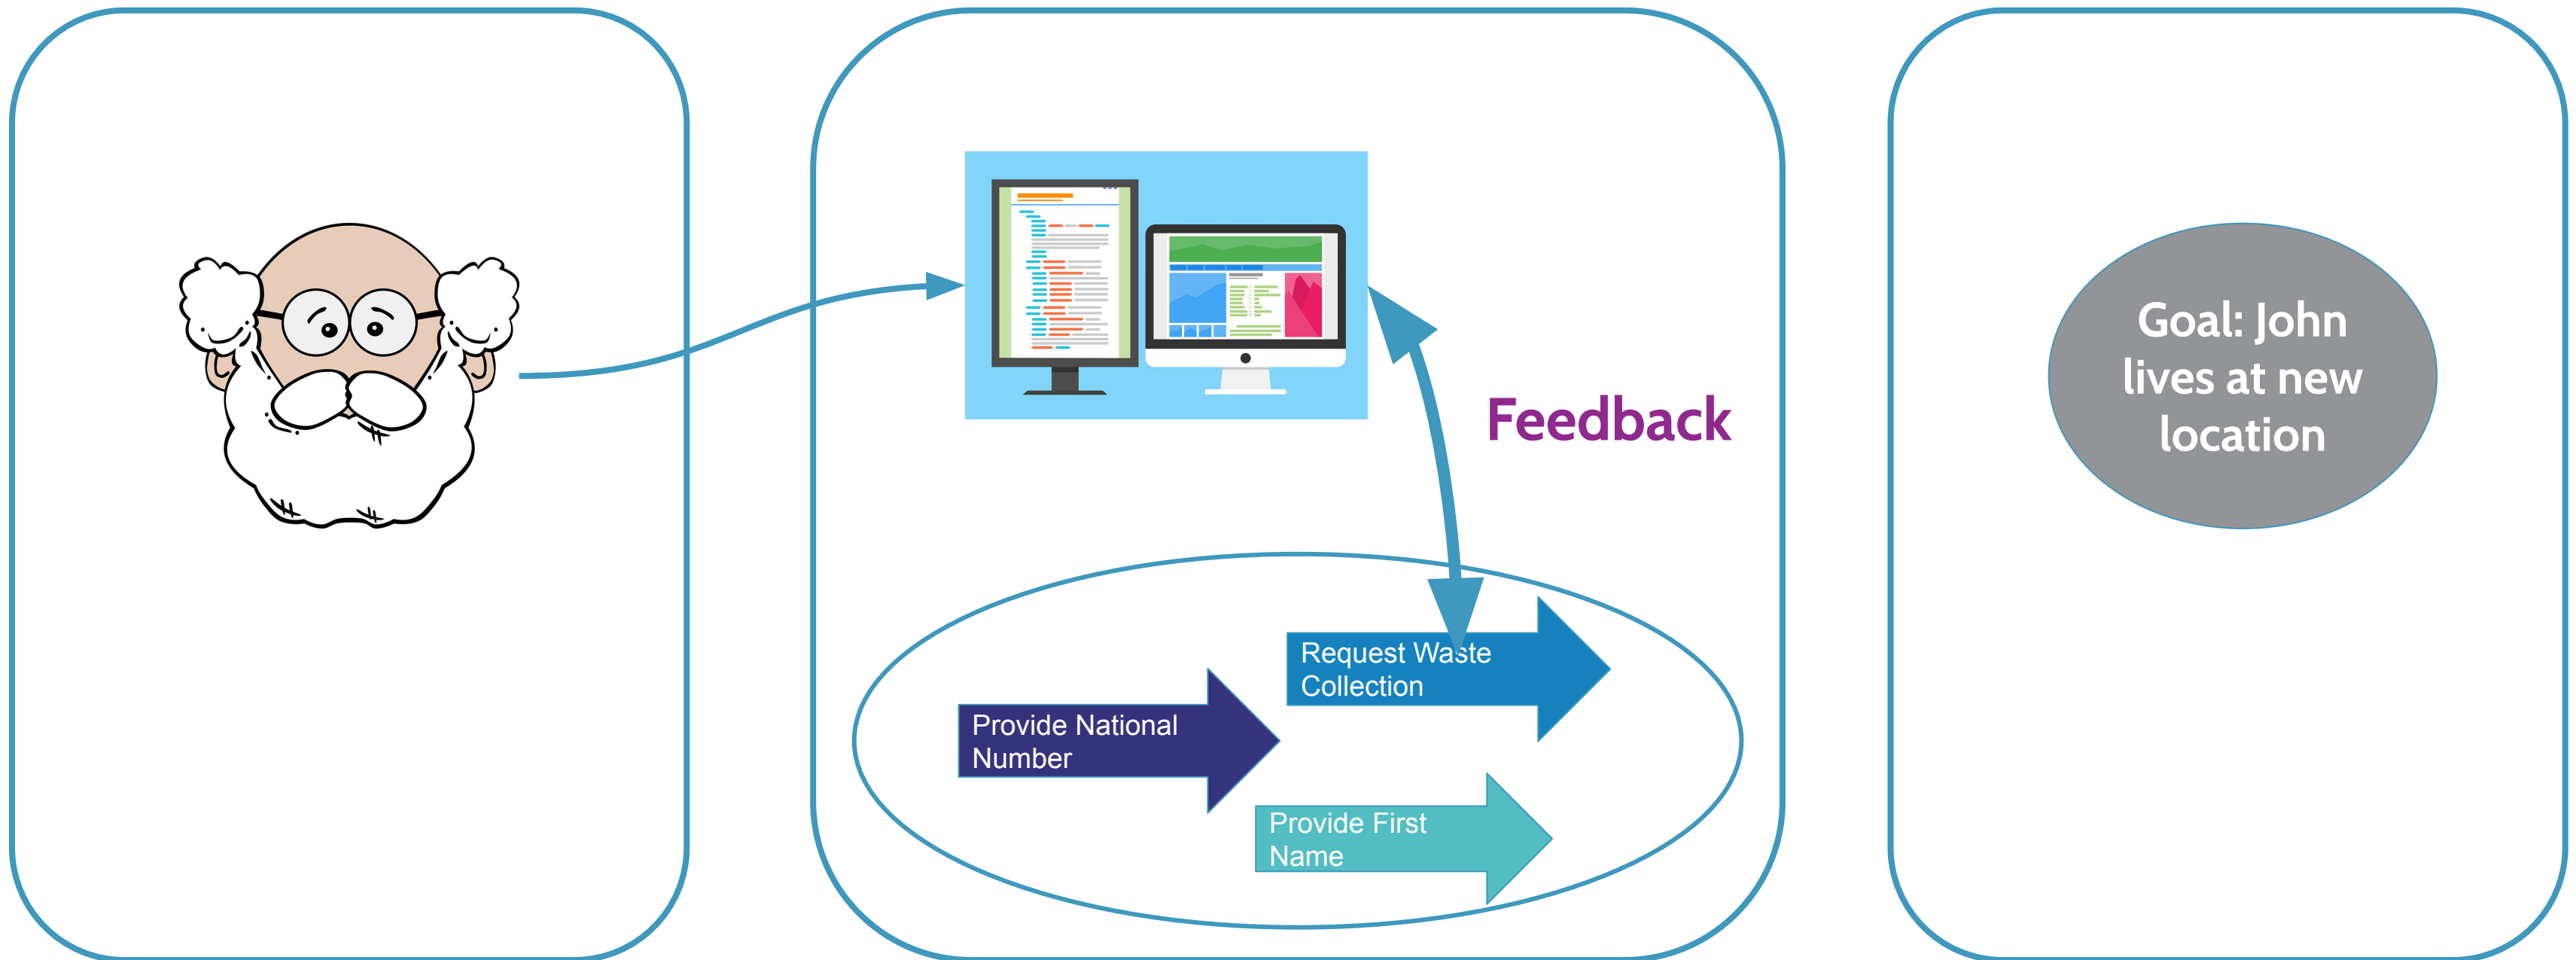 Feedback
Request Waste
Collection
Provide National
Number
Provide First
Name
Goal: John
lives at new
location